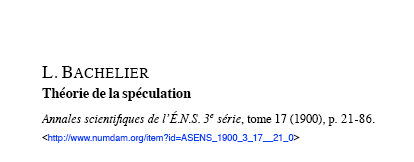 L. BACHELIER
Théorie de la spéculation
Annales scientifiques de l'É.N.S. 3e série, tome 17 (1900), p. 21-86.
<http://www.numdam.org/item?id=ASENS_1900_3_17__21_0>